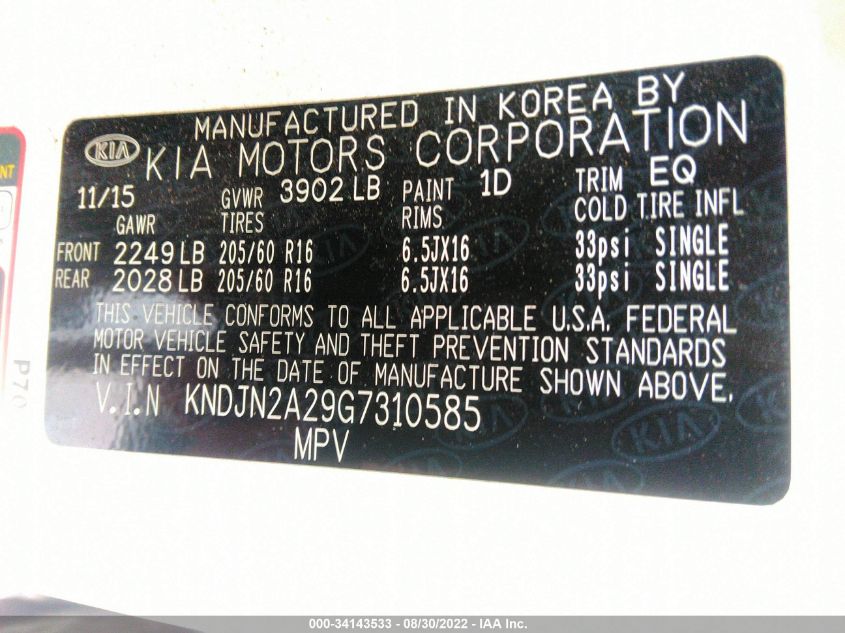 MANUFACTURED IN KOREA BY
KIA KIA MOTORS CORPORATION
11/15 GVWR 3902 LB PAINT 1D TRIM EQ
GAWR TIRES RIMS COLD TIRE INFL
FRONT 2249 LB 205/60 R16 6.5JX16 33psi SINGLE
REAR 2028 LB 205/60 R16 6.5JX16 33psi SINGLE
THIS VEHICLE CONFORMS TO ALL APPLICABLE U.S.A. FEDERAL
MOTOR VEHICLE SAFETY AND THEFT PREVENTION STANDARDS
IN EFFECT ON THE DATE OF MANUFACTURE SHOWN ABOVE.
V.I.N KNDJN2A29G7310585
MPV
P70
000-34143533 - 08/30/2022 - IAA Inc.